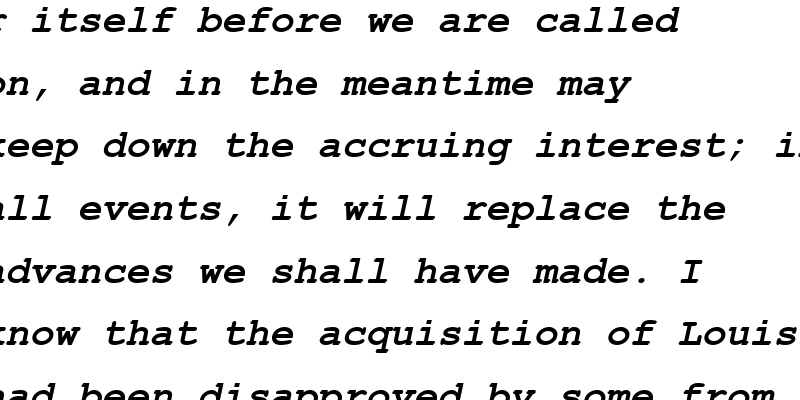 itself before we are called
on, and in the meantime may
keep down the accruing interest; in
all events, it will replace the
advances we shall have made. I
know that the acquisition of Louis
had been disapproved by some from